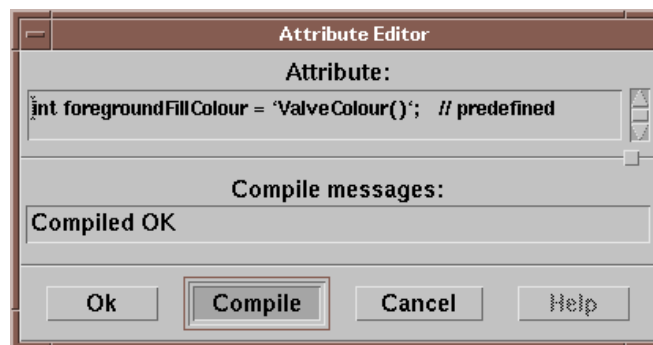 Attribute Editor
Attribute:
int foregroundFillColour = ‘ValveColour()‘;   // predefined
Compile messages:
Compiled OK
Ok Compile Cancel Help